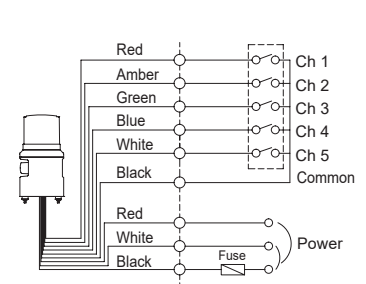 Red
Ch 1
Amber
Ch 2
Green
Ch 3
Blue
Ch 4
White
Ch 5
Black
Common
Red
White
Power
Black
Fuse